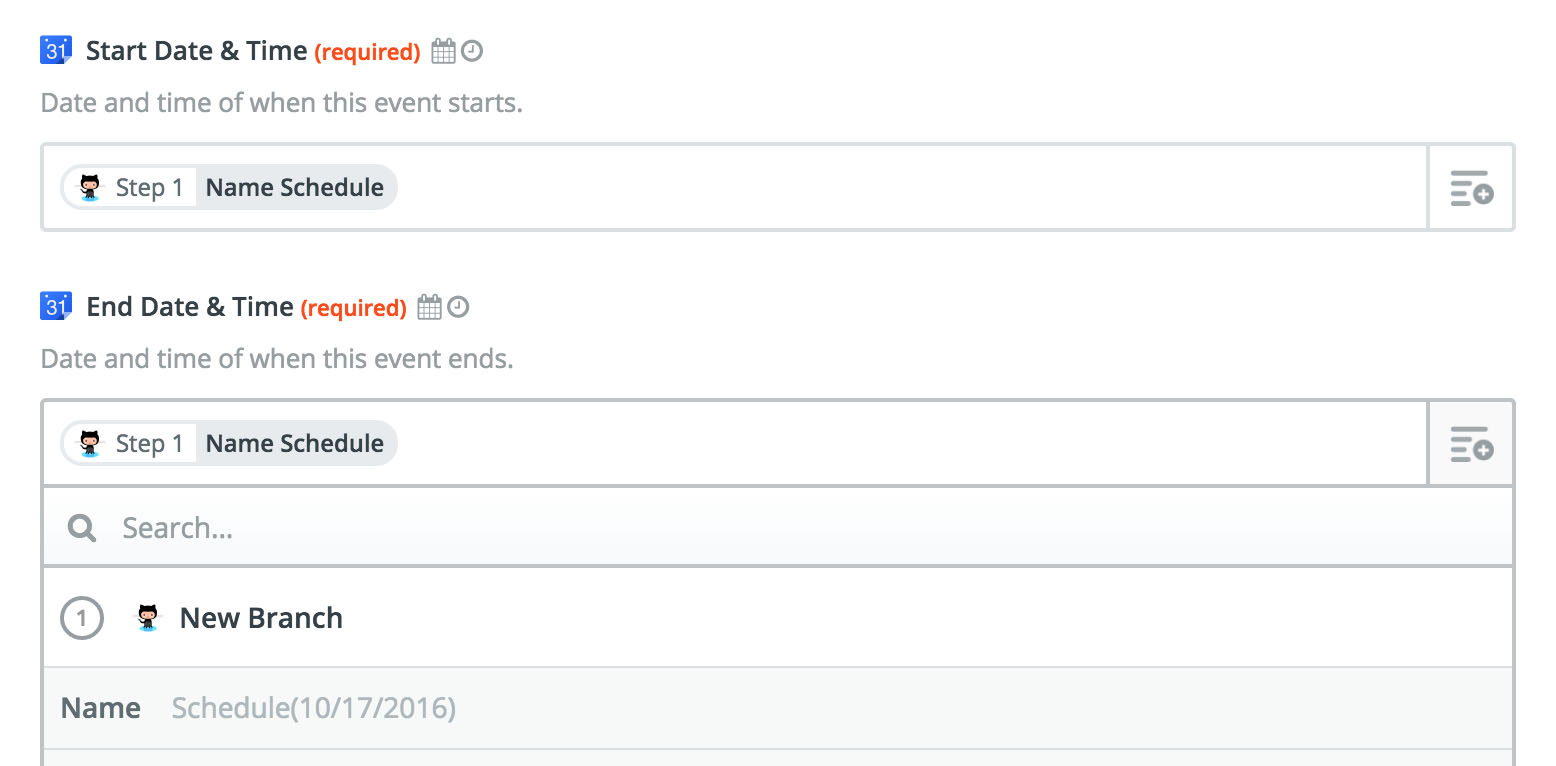 31 Start Date & Time (required)
Date and time of when this event starts.
Step 1 Name Schedule
31 End Date & Time (required)
Date and time of when this event ends.
Step 1 Name Schedule
Search...
1 New Branch
Name Schedule(10/17/2016)